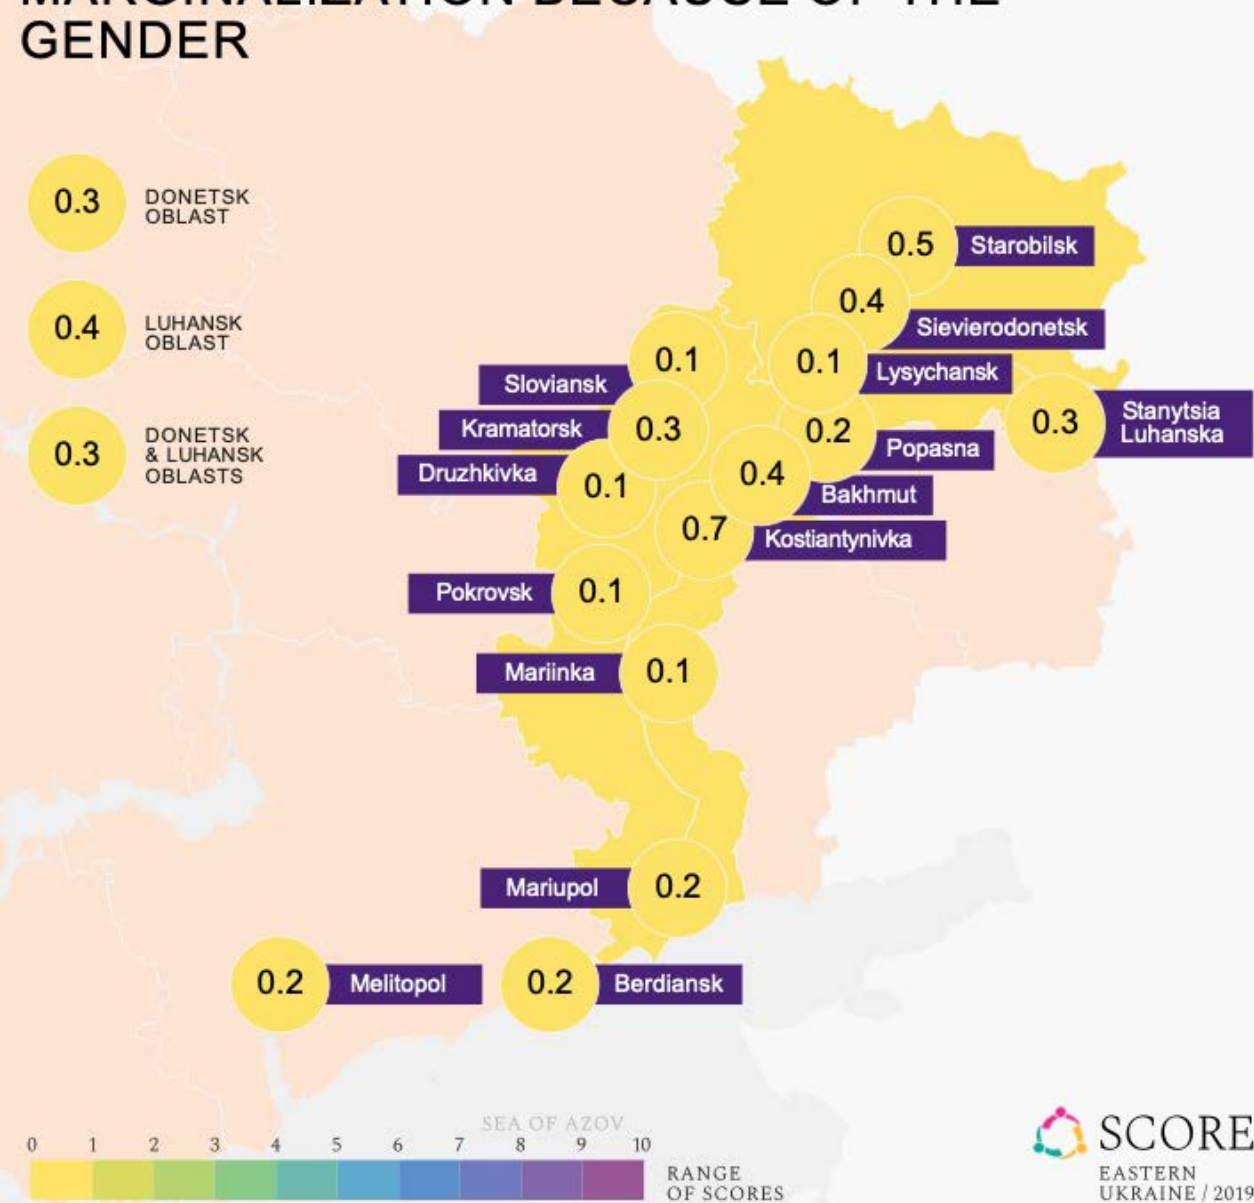 MARGINALIZATION BECAUSE OF THE
GENDER
0.3
DONETSK
OBLAST
0.4
LUHANSK
OBLAST
0.3
DONETSK
& LUHANSK
OBLASTS
0.5
Starobilsk
0.4
Sievierodonetsk
0.1
Sloviansk
0.1
Lysychansk
0.3
Stanytsia
Luhanska
Kramatorsk
0.3
0.2
Popasna
Druzhkivka
0.1
0.4
Bakhmut
0.7
Kostiantynivka
Pokrovsk
0.1
Mariinka
0.1
Mariupol
0.2
0.2
Melitopol
0.2
Berdiansk
SEA OF AZOV
0 1 2 3 4 5 6 7 8 9 10
RANGE
OF SCORES
SCORE
EASTERN
UKRAINE / 2019